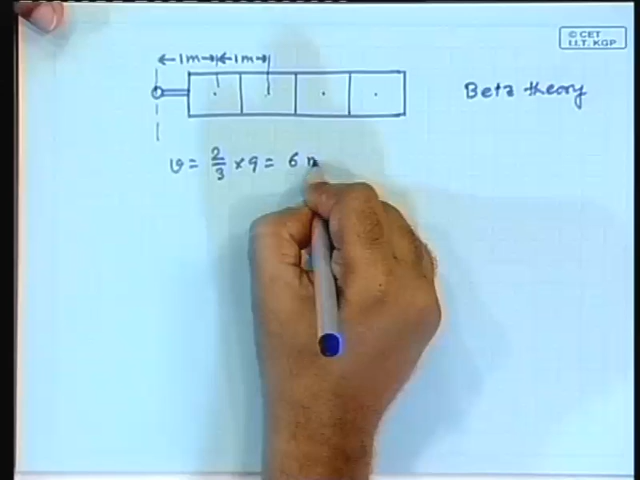 © CET
I.I.T. KGP
1m 1m
Beta theory
v = 2/3 × 9 = 6 m